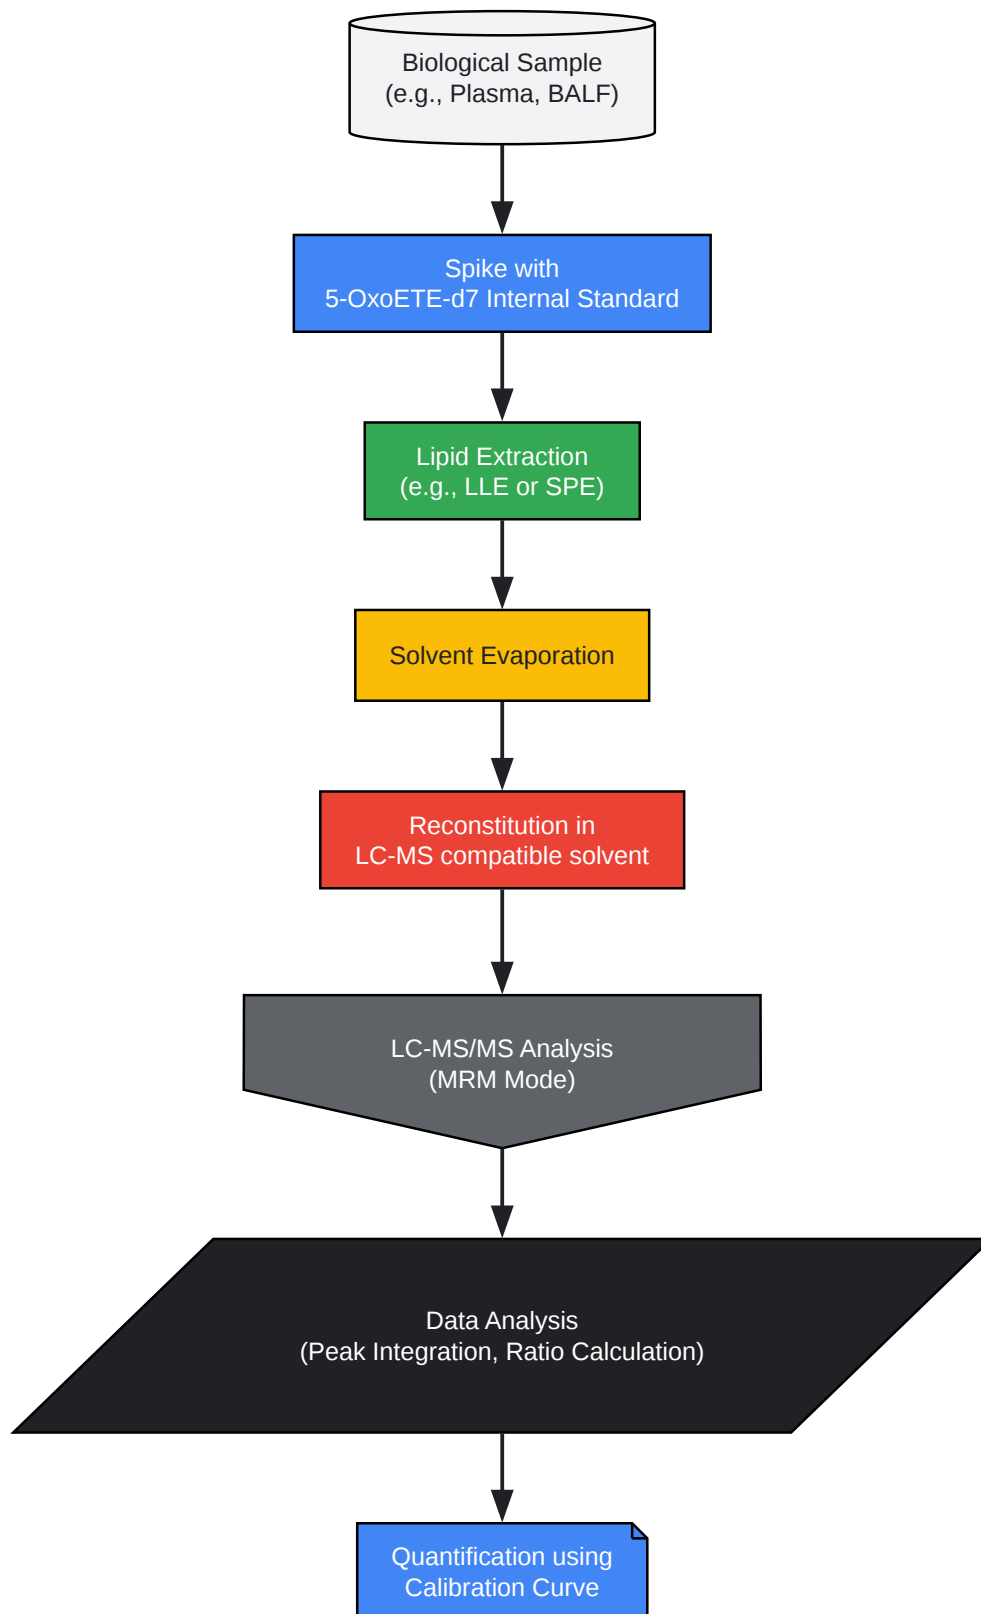 Biological Sample
(e.g., Plasma, BALF)
Spike with
5-OxoETE-d7 Internal Standard
Lipid Extraction
(e.g., LLE or SPE)
Solvent Evaporation
Reconstitution in
LC-MS compatible solvent
LC-MS/MS Analysis
(MRM Mode)
Data Analysis
(Peak Integration, Ratio Calculation)
Quantification using
Calibration Curve